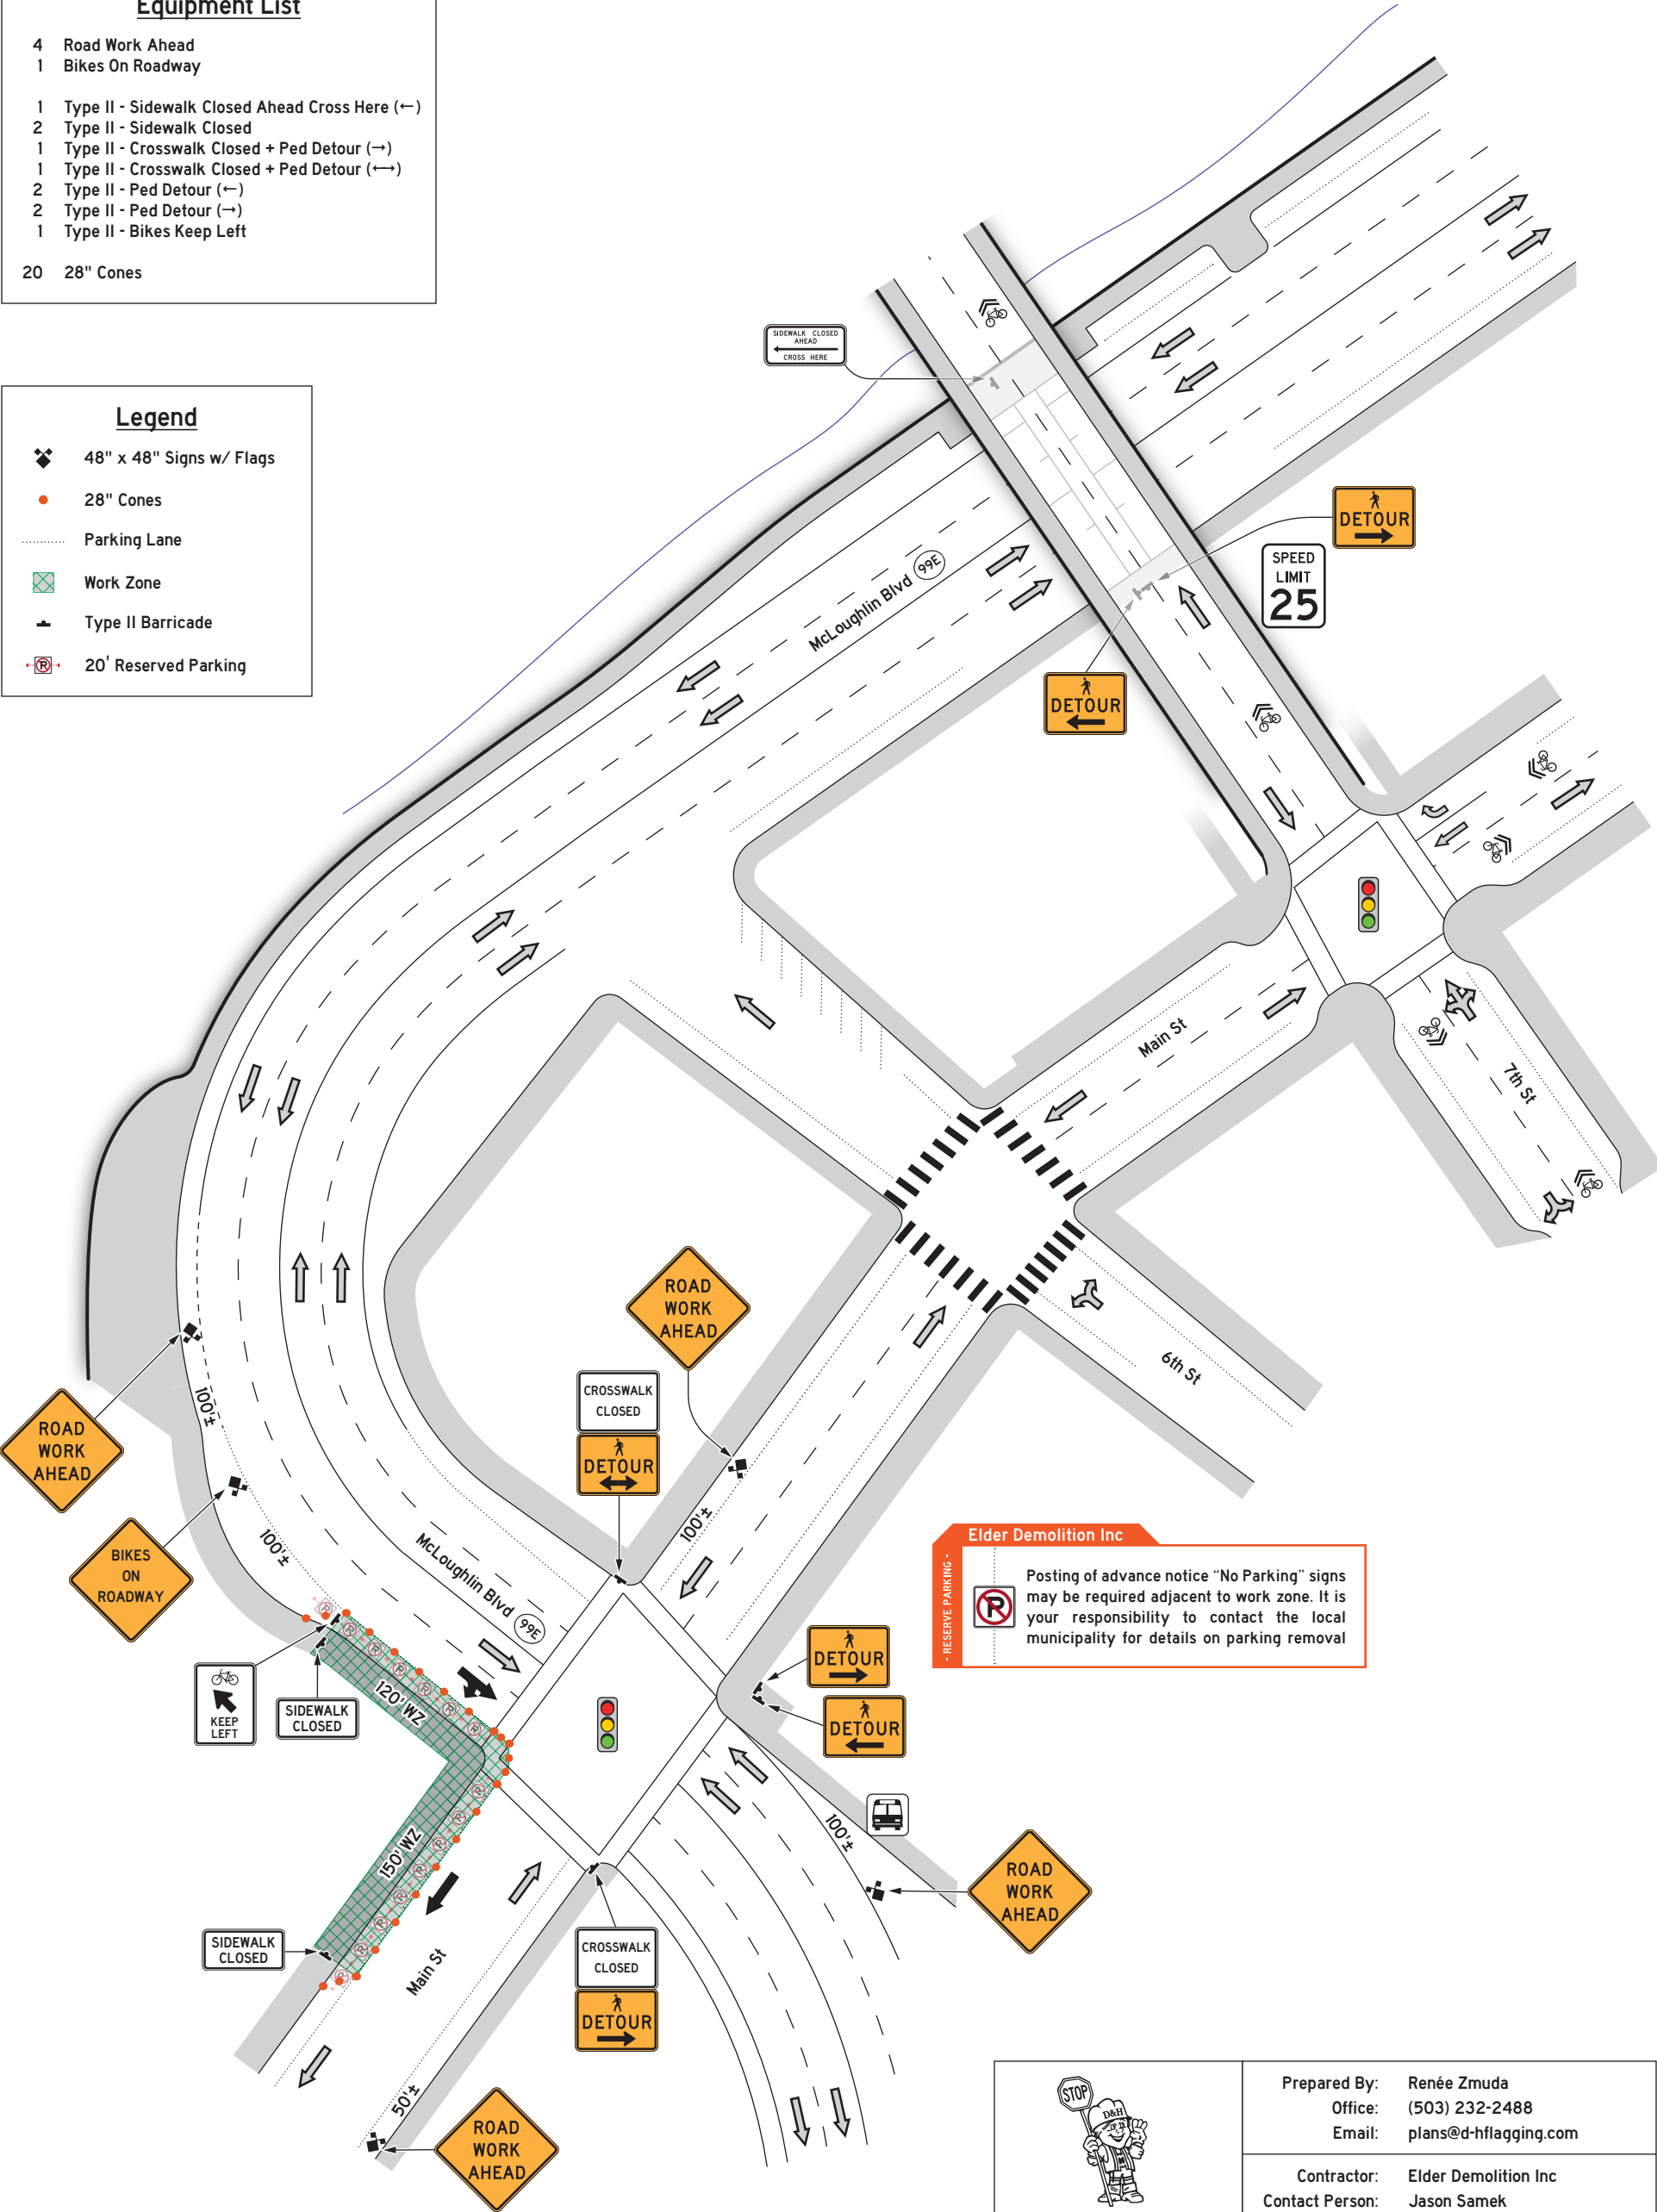 Equipment List
4 Road Work Ahead
1 Bikes On Roadway
1 Type II - Sidewalk Closed Ahead Cross Here (←)
2 Type II - Sidewalk Closed
1 Type II - Crosswalk Closed + Ped Detour (→)
1 Type II - Crosswalk Closed + Ped Detour (⟷)
2 Type II - Ped Detour (←)
2 Type II - Ped Detour (→)
1 Type II - Bikes Keep Left
20 28" Cones
Legend
48" x 48" Signs w/ Flags
28" Cones
Parking Lane
Work Zone
Type II Barricade
P 20' Reserved Parking
SIDEWALK CLOSED
AHEAD
CROSS HERE
DETOUR
SPEED
LIMIT
25
McLoughlin Blvd 99E
DETOUR
Main St
7th St
6th St
ROAD
WORK
AHEAD
CROSSWALK
CLOSED
DETOUR
100'±
ROAD
WORK
AHEAD
100'±
BIKES
ON
ROADWAY
100'±
McLoughlin Blvd 99E
KEEP
LEFT
SIDEWALK
CLOSED
120' WZ
150' WZ
SIDEWALK
CLOSED
Main St
DETOUR
DETOUR
100'±
ROAD
WORK
AHEAD
CROSSWALK
CLOSED
DETOUR
50'±
ROAD
WORK
AHEAD
Elder Demolition Inc
- RESERVE PARKING -
P
Posting of advance notice “No Parking” signs
may be required adjacent to work zone. It is
your responsibility to contact the local
municipality for details on parking removal
STOP
D&H
Prepared By: Renée Zmuda
Office: (503) 232-2488
Email: plans@d-hflagging.com
Contractor: Elder Demolition Inc
Contact Person: Jason Samek